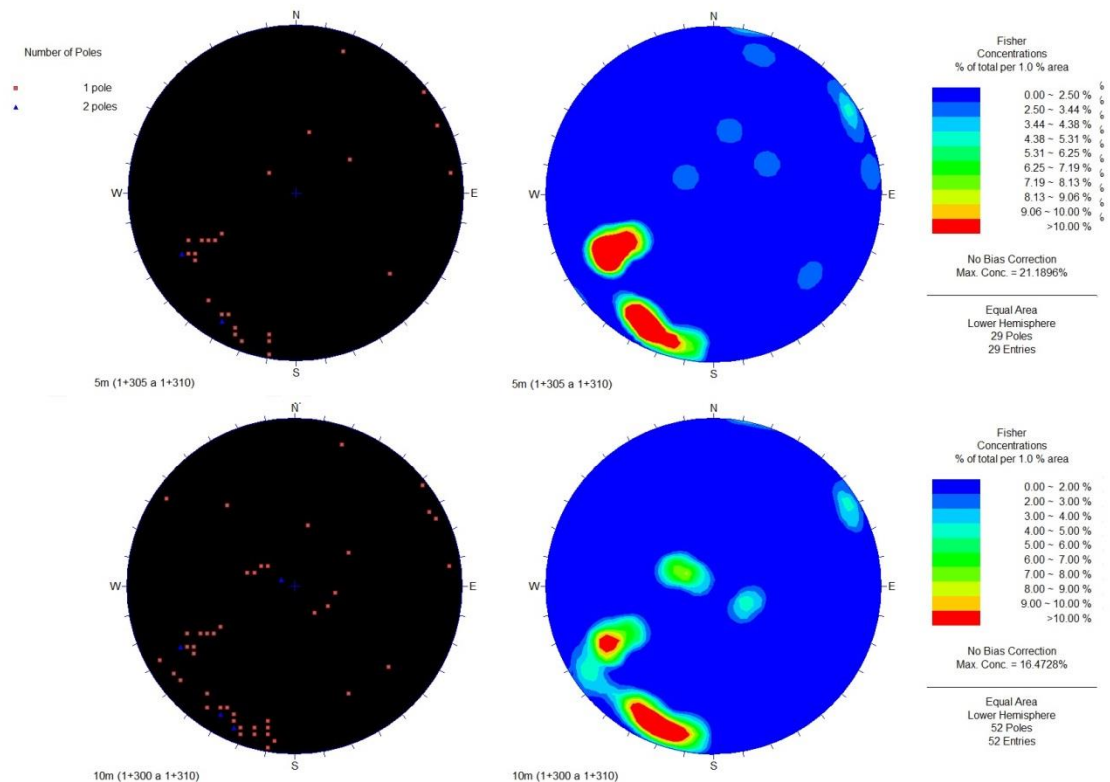 Number of Poles
1 pole
2 poles
N
W
E
S
5m (1+305 a 1+310)
N
W
E
S
5m (1+305 a 1+310)
Fisher
Concentrations
% of total per 1.0 % area
0.00 ~ 2.50 %
2.50 ~ 3.44 %
3.44 ~ 4.38 %
4.38 ~ 5.31 %
5.31 ~ 6.25 %
6.25 ~ 7.19 %
7.19 ~ 8.13 %
8.13 ~ 9.06 %
9.06 ~ 10.00 %
>10.00 %
No Bias Correction
Max. Conc. = 21.1896%
Equal Area
Lower Hemisphere
29 Poles
29 Entries
N
W
E
S
10m (1+300 a 1+310)
N
W
E
S
10m (1+300 a 1+310)
Fisher
Concentrations
% of total per 1.0 % area
0.00 ~ 2.00 %
2.00 ~ 3.00 %
3.00 ~ 4.00 %
4.00 ~ 5.00 %
5.00 ~ 6.00 %
6.00 ~ 7.00 %
7.00 ~ 8.00 %
8.00 ~ 9.00 %
9.00 ~ 10.00 %
>10.00 %
No Bias Correction
Max. Conc. = 16.4728%
Equal Area
Lower Hemisphere
52 Poles
52 Entries